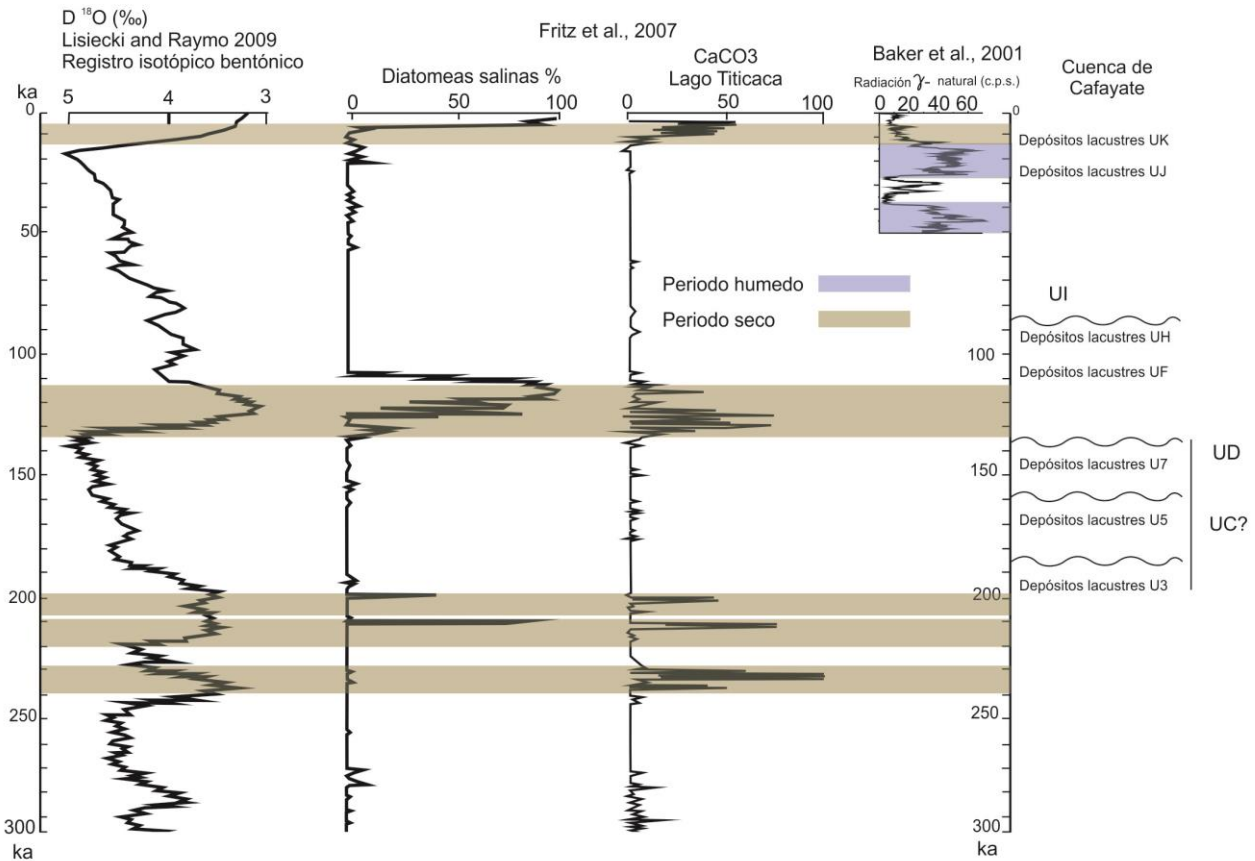 D ¹⁸O (‰)
Lisiecki and Raymo 2009
Registro isotópico bentónico
ka
5 4 3
0
50
100
150
200
250
300
ka
Fritz et al., 2007
Diatomeas salinas %
0 50 100
CaCO3
Lago Titicaca
0 50 100
Baker et al., 2001
Radiación γ- natural (c.p.s.)
0 20 40 60
Cuenca de
Cafayate
0
Depósitos lacustres UK
Depósitos lacustres UJ
50
Periodo humedo
Periodo seco
UI
Depósitos lacustres UH
100
Depósitos lacustres UF
Depósitos lacustres U7
UD
150
Depósitos lacustres U5
UC?
Depósitos lacustres U3
200
250
300
ka